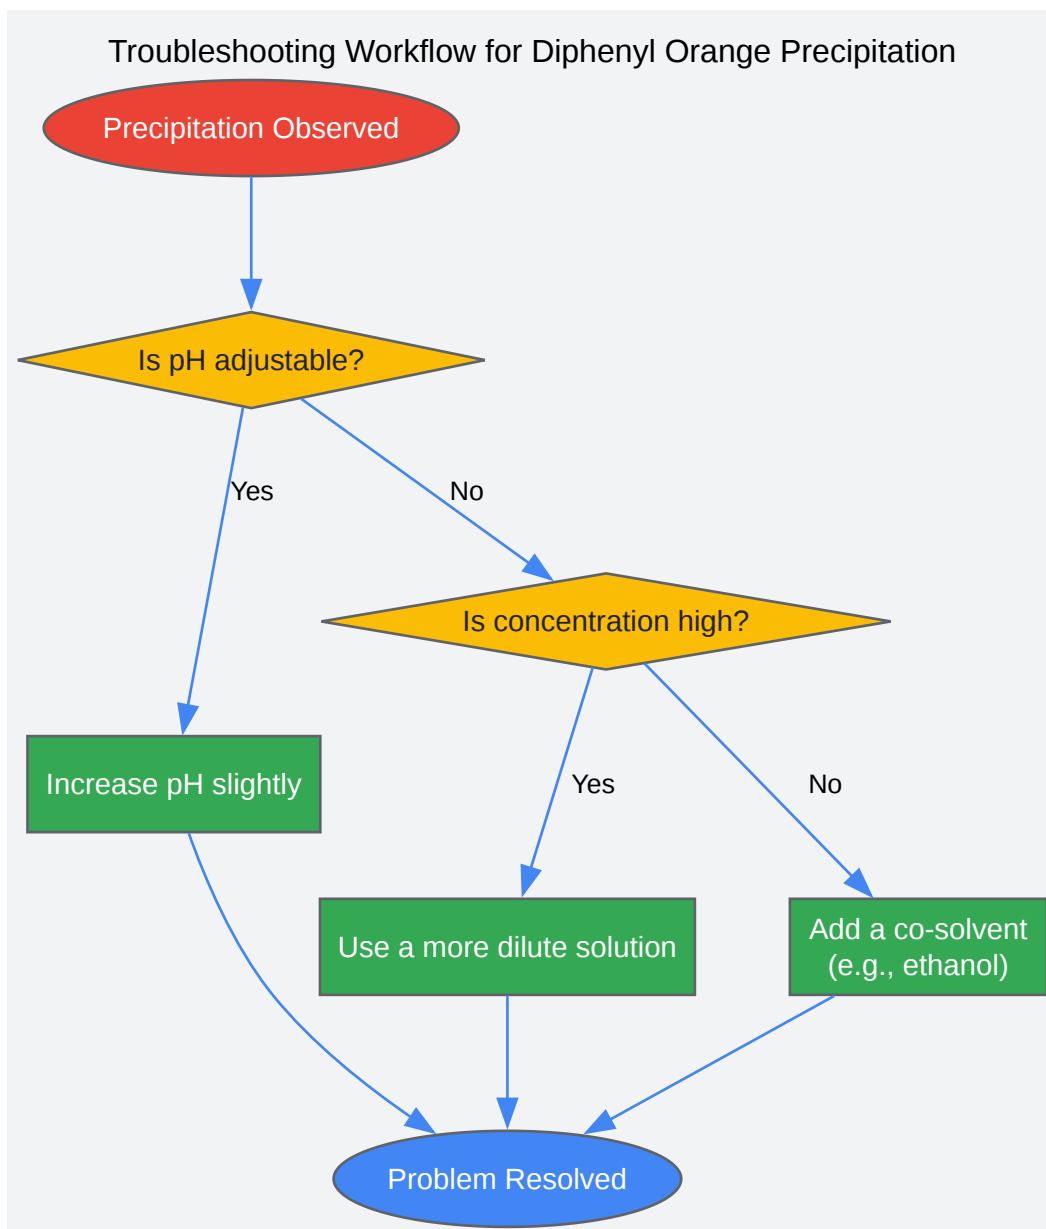 Troubleshooting Workflow for Diphenyl Orange Precipitation
Precipitation Observed
Is pH adjustable?
Yes
No
Is concentration high?
Increase pH slightly
Yes
No
Use a more dilute solution
Add a co-solvent
(e.g., ethanol)
Problem Resolved